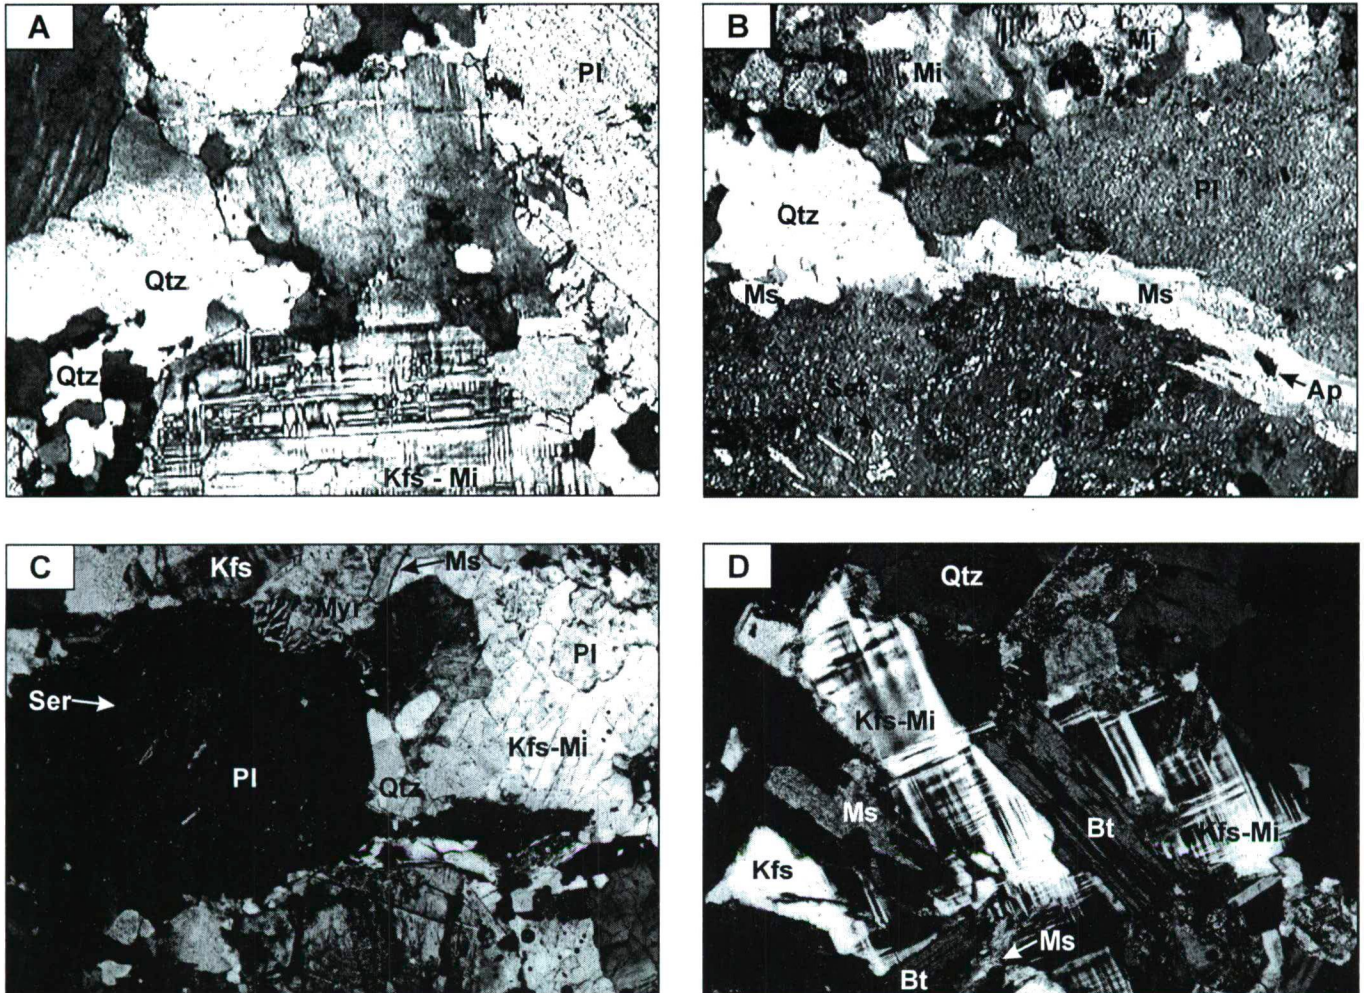 A
Pl
Qtz
Qtz
Kfs - Mi
B
Mi
Mi
Pl
Qtz
Ms
Ms
Ap
C
Kfs
Ms
Myr
Pl
Ser
Kfs-Mi
Pl
Qtz
D
Qtz
Kfs-Mi
Ms
Bt
Kfs-Mi
Kfs
Ms
Bt